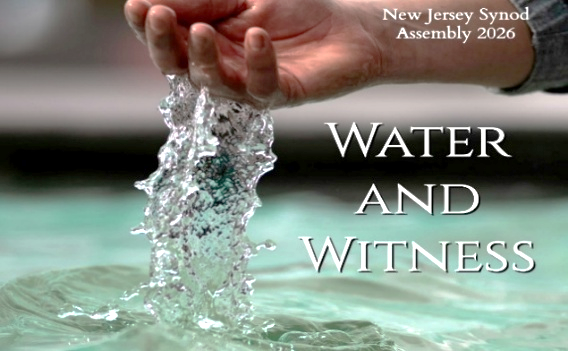 New Jersey Synod
Assembly 2026
Water
and
Witness